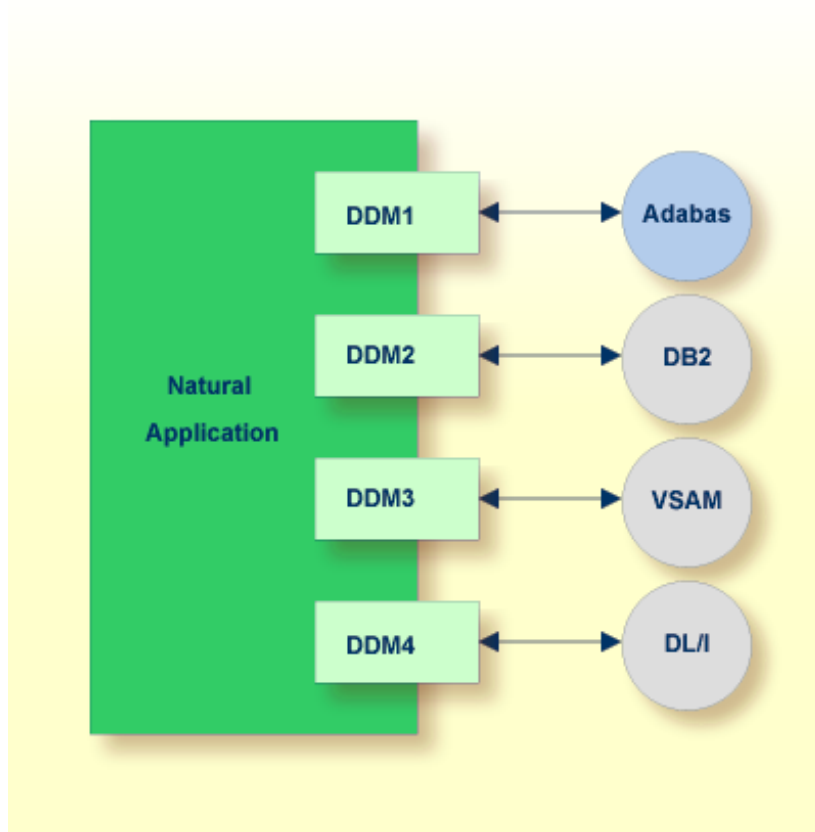 DDM1
Adabas
DDM2
DB2
Natural
Application
DDM3
VSAM
DDM4
DL/I